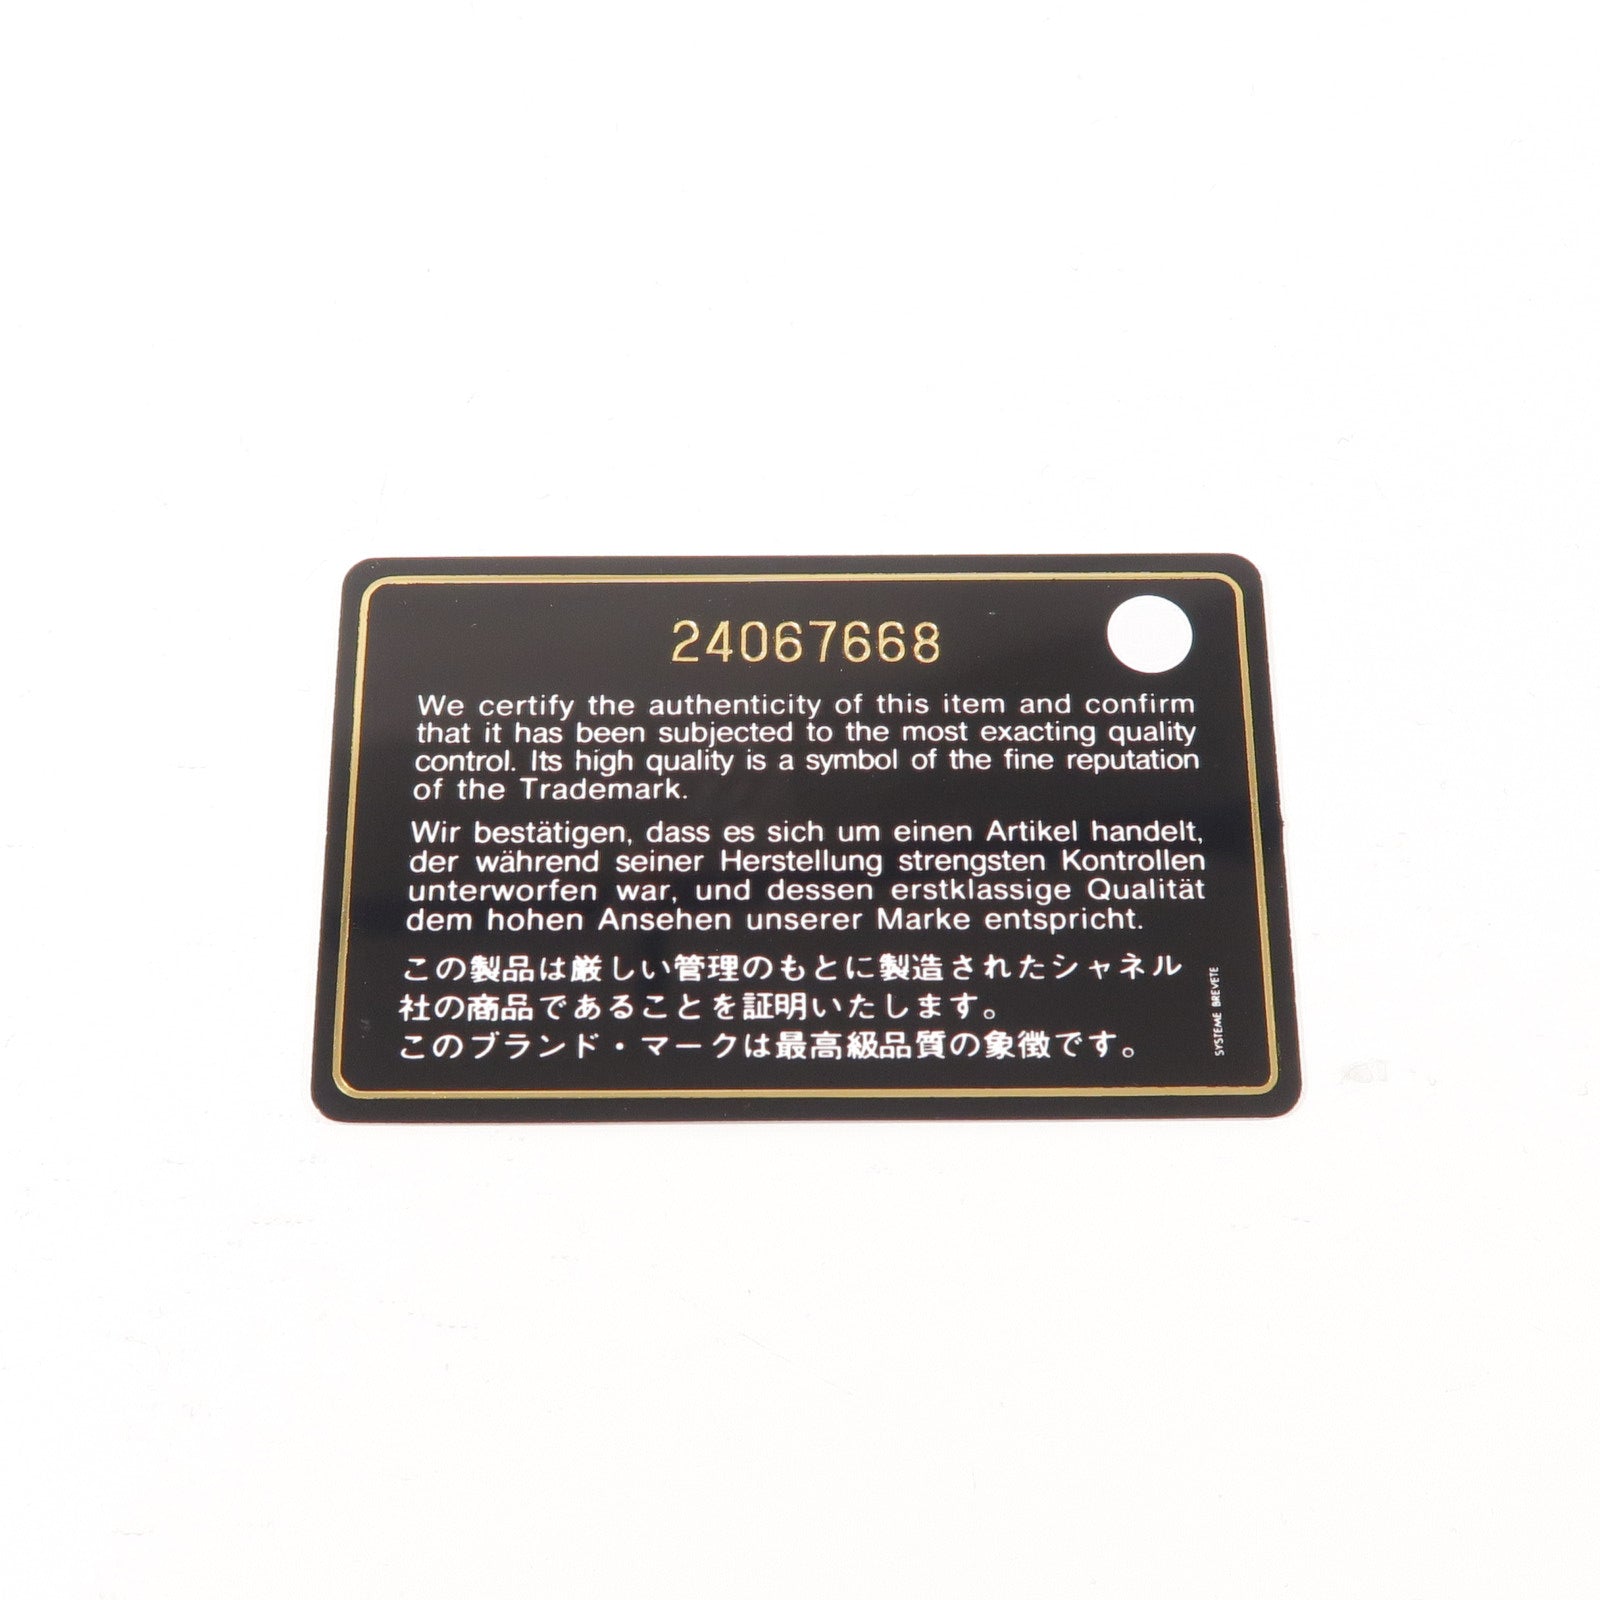 24067668
We certify the authenticity of this item and confirm
that it has been subjected to the most exacting quality
control. Its high quality is a symbol of the fine reputation
of the Trademark.
Wir bestätigen, dass es sich um einen Artikel handelt,
der während seiner Herstellung strengsten Kontrollen
unterworfen war, und dessen erstklassige Qualität
dem hohen Ansehen unserer Marke entspricht.
この製品は厳しい管理のもとに製造されたシャネル
社の商品であることを証明いたします。
このブランド・マークは最高級品質の象徴です。
SYSTEME BREVETE